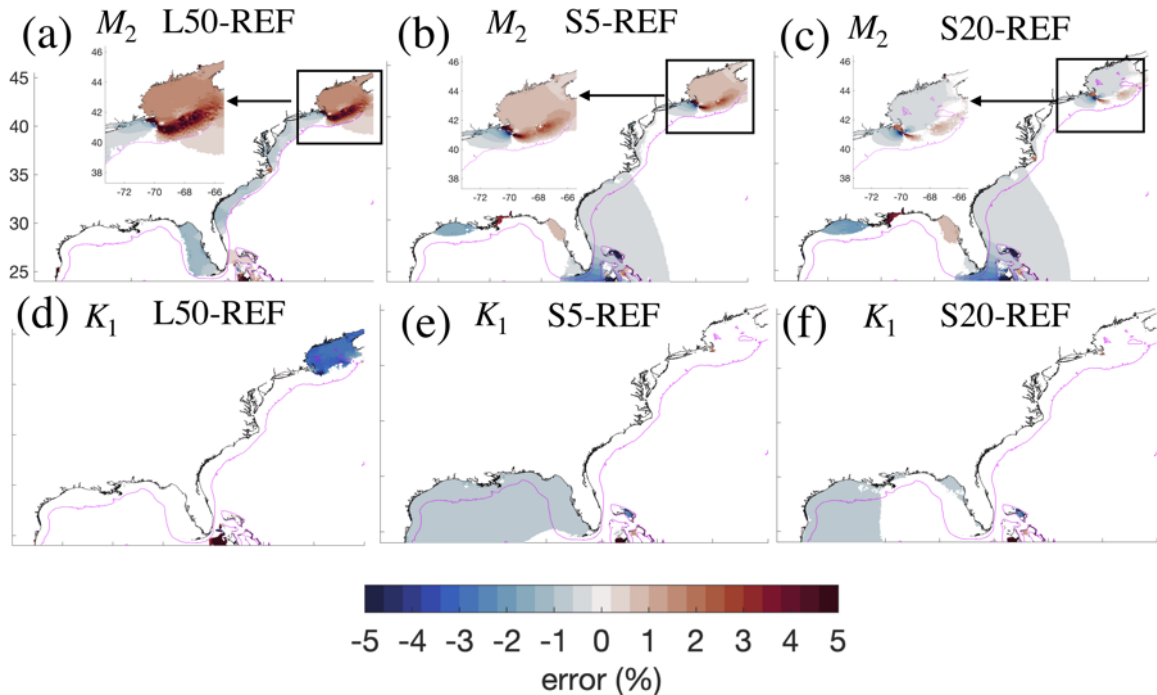 (a) M₂ L50-REF
46
44
42
40
38
-72 -70 -68 -66
45
40
35
30
25
(b) M₂ S5-REF
46
44
42
40
38
-72 -70 -68 -66
(c) M₂ S20-REF
46
44
42
40
38
-72 -70 -68 -66
(d) K₁ L50-REF
(e) K₁ S5-REF
(f) K₁ S20-REF
-5 -4 -3 -2 -1 0 1 2 3 4 5
error (%)